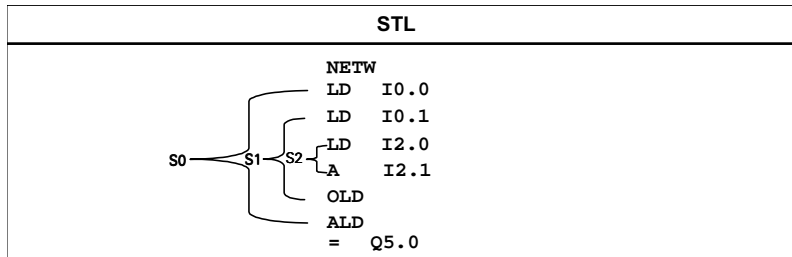 STL
NETW
LD I0.0
LD I0.1
LD I2.0
S0 S1 S2
A I2.1
OLD
ALD
= Q5.0